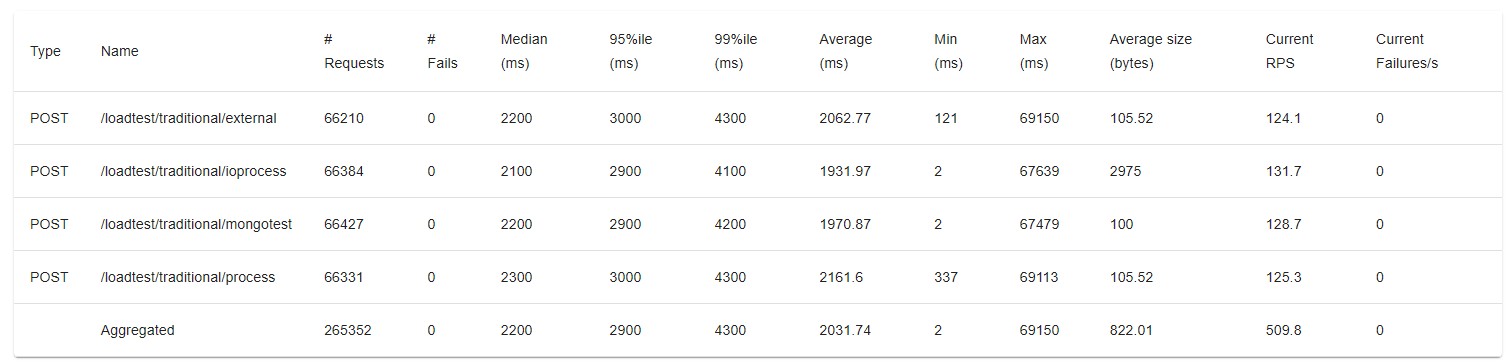 Type Name # Requests # Fails Median (ms) 95%ile (ms) 99%ile (ms) Average (ms) Min (ms) Max (ms) Average size (bytes) Current RPS Current Failures/s
POST /loadtest/traditional/external 66210 0 2200 3000 4300 2062.77 121 69150 105.52 124.1 0
POST /loadtest/traditional/ioprocess 66384 0 2100 2900 4100 1931.97 2 67639 2975 131.7 0
POST /loadtest/traditional/mongotest 66427 0 2200 2900 4200 1970.87 2 67479 100 128.7 0
POST /loadtest/traditional/process 66331 0 2300 3000 4300 2161.6 337 69113 105.52 125.3 0
Aggregated 265352 0 2200 2900 4300 2031.74 2 69150 822.01 509.8 0